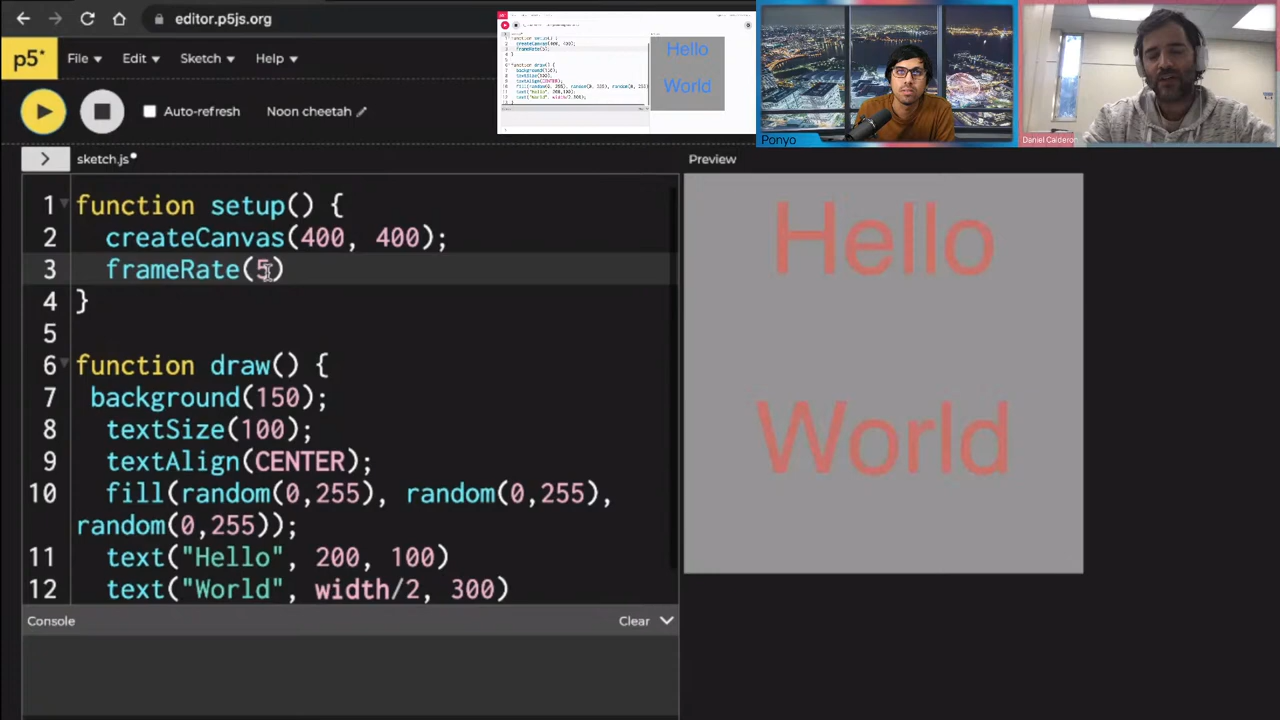 editor.p5js.org
p5*
File
Edit
Sketch
Help
Auto-refresh
Noon cheetah
sketch.js
Preview
1 function setup() {
2 createCanvas(400, 400);
3 frameRate(5)
4 }
5
6 function draw() {
7 background(150);
8 textSize(100);
9 textAlign(CENTER);
10 fill(random(0,255), random(0,255),
random(0,255));
11 text("Hello", 200, 100)
12 text("World", width/2, 300)
Console
Clear
Hello
World
Hello
World
Ponyo
Daniel Calderon